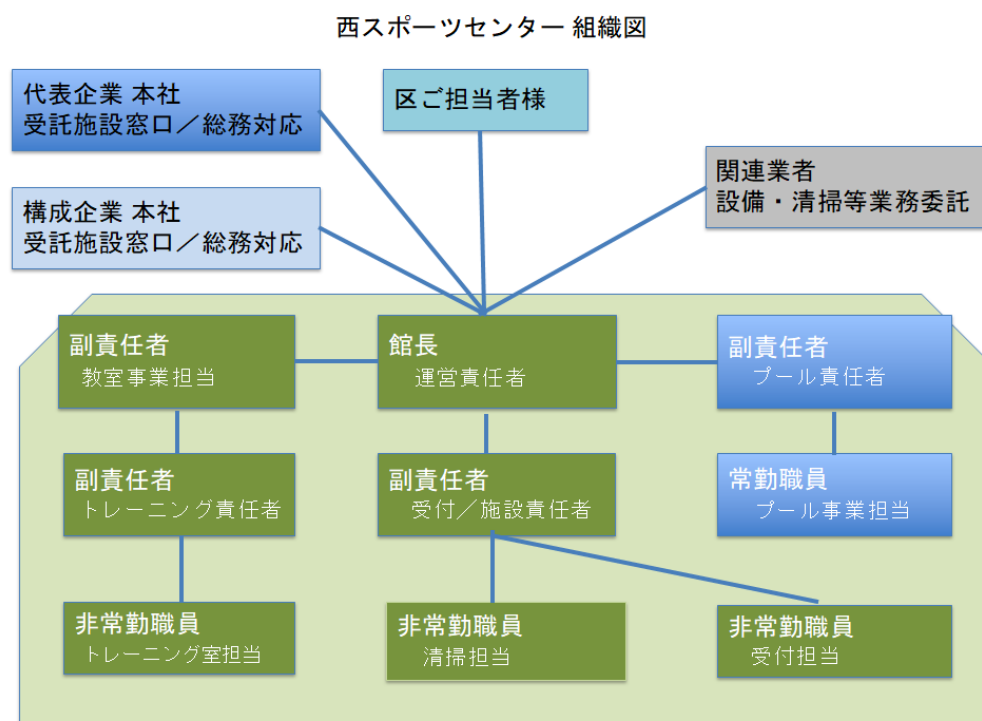 西スポーツセンター 組織図
代表企業 本社
受託施設窓口／総務対応
区ご担当者様
関連業者
設備・清掃等業務委託
構成企業 本社
受託施設窓口／総務対応
副責任者
教室事業担当
館長
運営責任者
副責任者
プール責任者
副責任者
トレーニング責任者
副責任者
受付／施設責任者
常勤職員
プール事業担当
非常勤職員
トレーニング室担当
非常勤職員
清掃担当
非常勤職員
受付担当